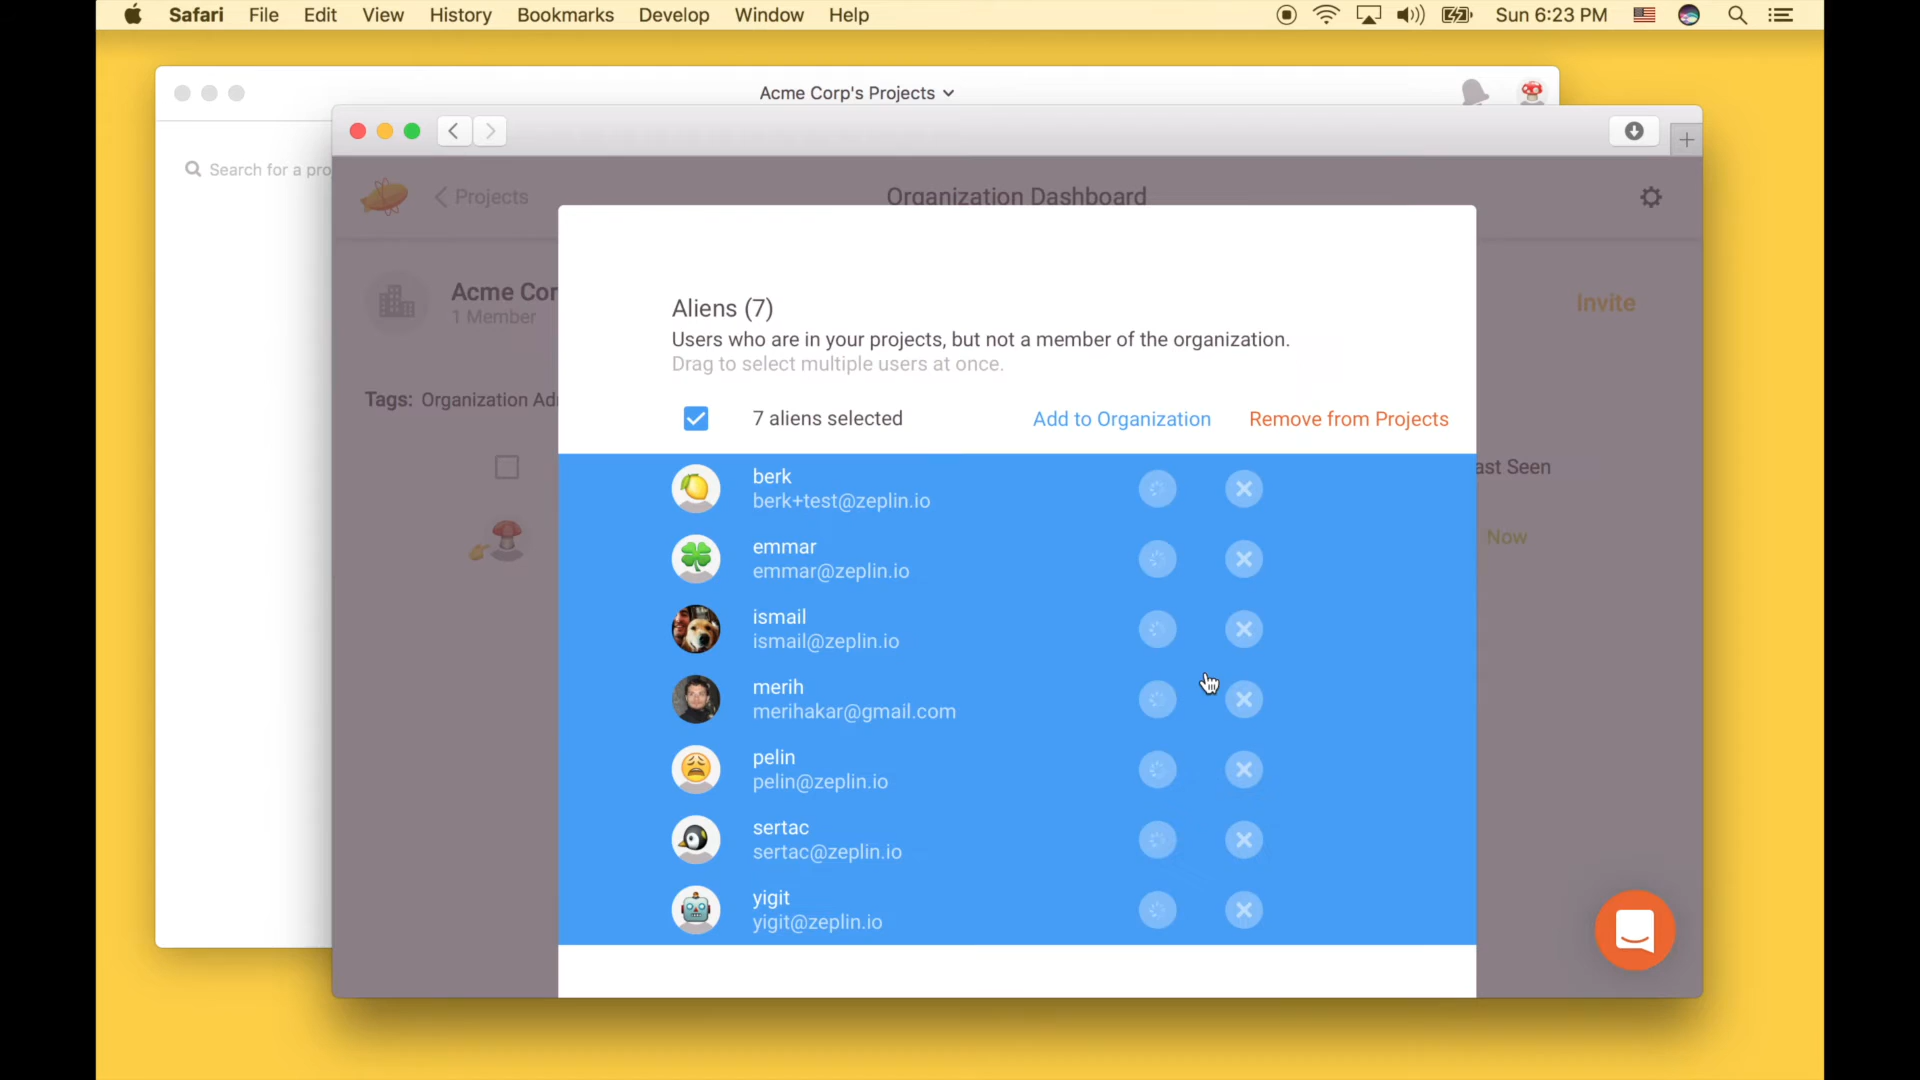 Safari File Edit View History Bookmarks Develop Window Help
Sun 6:23 PM
Acme Corp's Projects
Search for a pro
Projects
Organization Dashboard
Acme Cor
1 Member
Invite
Tags: Organization Ad
Aliens (7)
Users who are in your projects, but not a member of the organization.
Drag to select multiple users at once.
7 aliens selected
Add to Organization
Remove from Projects
ast Seen
Now
berk
berk+test@zeplin.io
emmar
emmar@zeplin.io
ismail
ismail@zeplin.io
merih
merihakar@gmail.com
pelin
pelin@zeplin.io
sertac
sertac@zeplin.io
yigit
yigit@zeplin.io